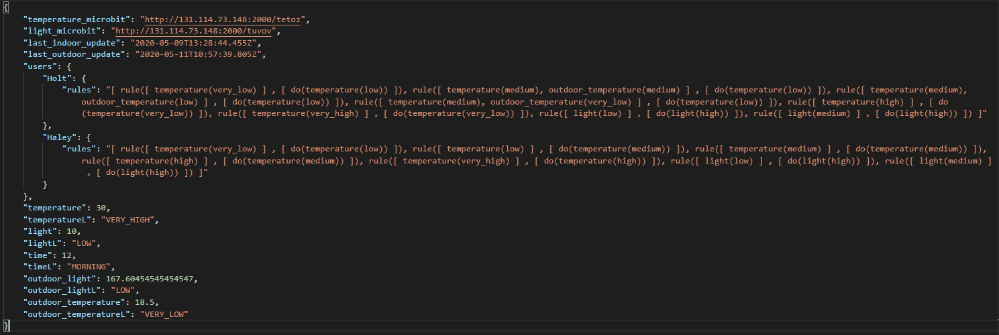 {
"temperature_microbit": "http://131.114.73.148:2000/tetoz",
"light_microbit": "http://131.114.73.148:2000/tuvov",
"last_indoor_update": "2020-05-09T13:28:44.455Z",
"last_outdoor_update": "2020-05-11T10:57:39.805Z",
"users": {
"Holt": {
"rules": "[ rule([ temperature(very_low) ] , [ do(temperature(low)) ]), rule([ temperature(medium), outdoor_temperature(medium) ] , [ do(temperature(low)) ]), rule([ temperature(medium),
outdoor_temperature(low) ] , [ do(temperature(low)) ]), rule([ temperature(medium), outdoor_temperature(very_low) ] , [ do(temperature(low)) ]), rule([ temperature(high) ] , [ do
(temperature(very_low)) ]), rule([ temperature(very_high) ] , [ do(temperature(very_low)) ]), rule([ light(low) ] , [ do(light(high)) ]), rule([ light(medium) ] , [ do(light(high)) ]) ]"
},
"Haley": {
"rules": "[ rule([ temperature(very_low) ] , [ do(temperature(low)) ]), rule([ temperature(low) ] , [ do(temperature(medium)) ]), rule([ temperature(medium) ] , [ do(temperature(medium)) ]),
rule([ temperature(high) ] , [ do(temperature(medium)) ]), rule([ temperature(very_high) ] , [ do(temperature(high)) ]), rule([ light(low) ] , [ do(light(high)) ]), rule([ light(medium) ]
, [ do(light(high)) ]) ]"
}
},
"temperature": 30,
"temperatureL": "VERY_HIGH",
"light": 10,
"lightL": "LOW",
"time": 12,
"timeL": "MORNING",
"outdoor_light": 167.60454545454547,
"outdoor_lightL": "LOW",
"outdoor_temperature": 18.5,
"outdoor_temperatureL": "VERY_LOW"
}